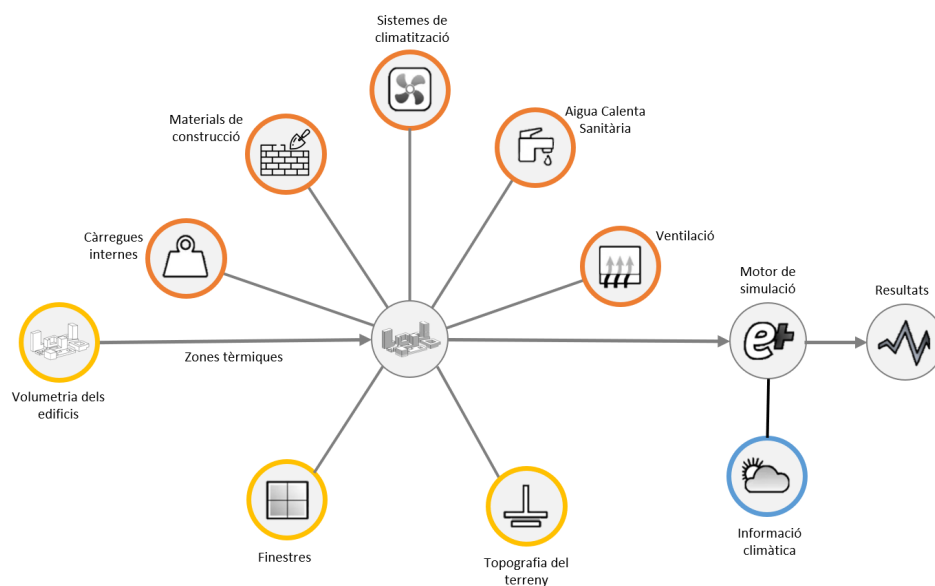 Sistemes de
climatització
Materials de
construcció
Aigua Calenta
Sanitària
Càrregues
internes
Ventilació
Motor de
simulació
Resultats
e+
Zones tèrmiques
Volumetria dels
edificis
Finestres
Topografia del
terreny
Informació
climàtica